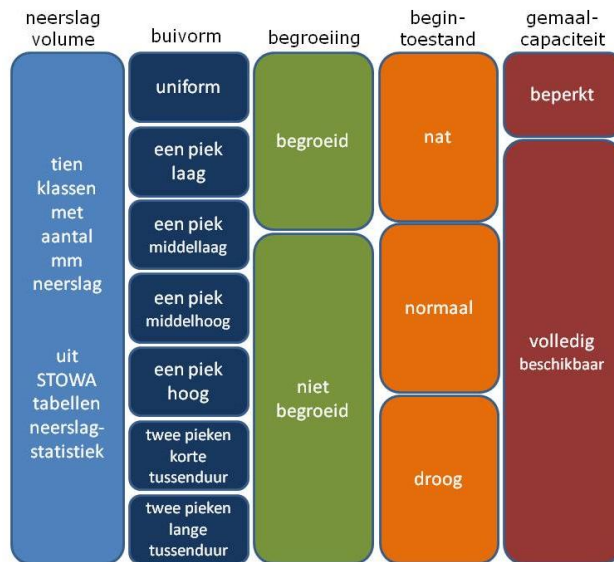 neerslag
volume
buivorm
begroeiing
begin-
toestand
gemaal-
capaciteit
tien
klassen
met
aantal
mm
neerslag
uit
STOWA
tabellen
neerslag-
statistiek
uniform
een piek
laag
een piek
middellaag
een piek
middelhoog
een piek
hoog
twee pieken
korte
tussenduur
twee pieken
lange
tussenduur
begroeid
niet
begroeid
nat
normaal
droog
beperkt
volledig
beschikbaar